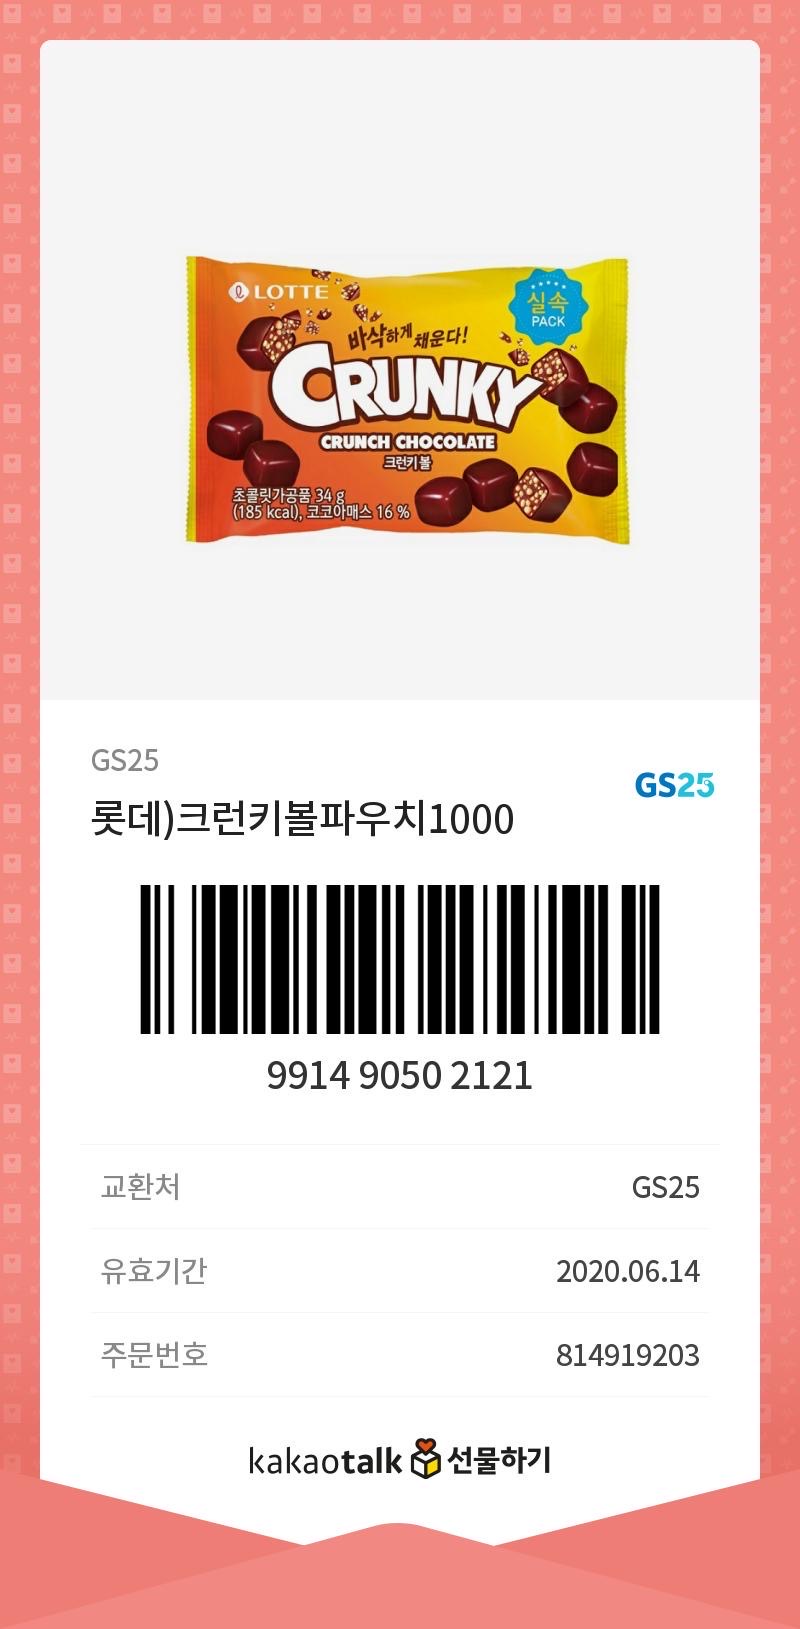 LOTTE
실속
PACK
바삭하게 채운다!
CRUNKY
CRUNCH CHOCOLATE
크런키볼
초콜릿가공품 34 g
(185 kcal), 코코아매스 16 %
GS25
GS25
롯데)크런키볼파우치1000
9914 9050 2121
교환처 GS25
유효기간 2020.06.14
주문번호 814919203
kakaotalk 선물하기